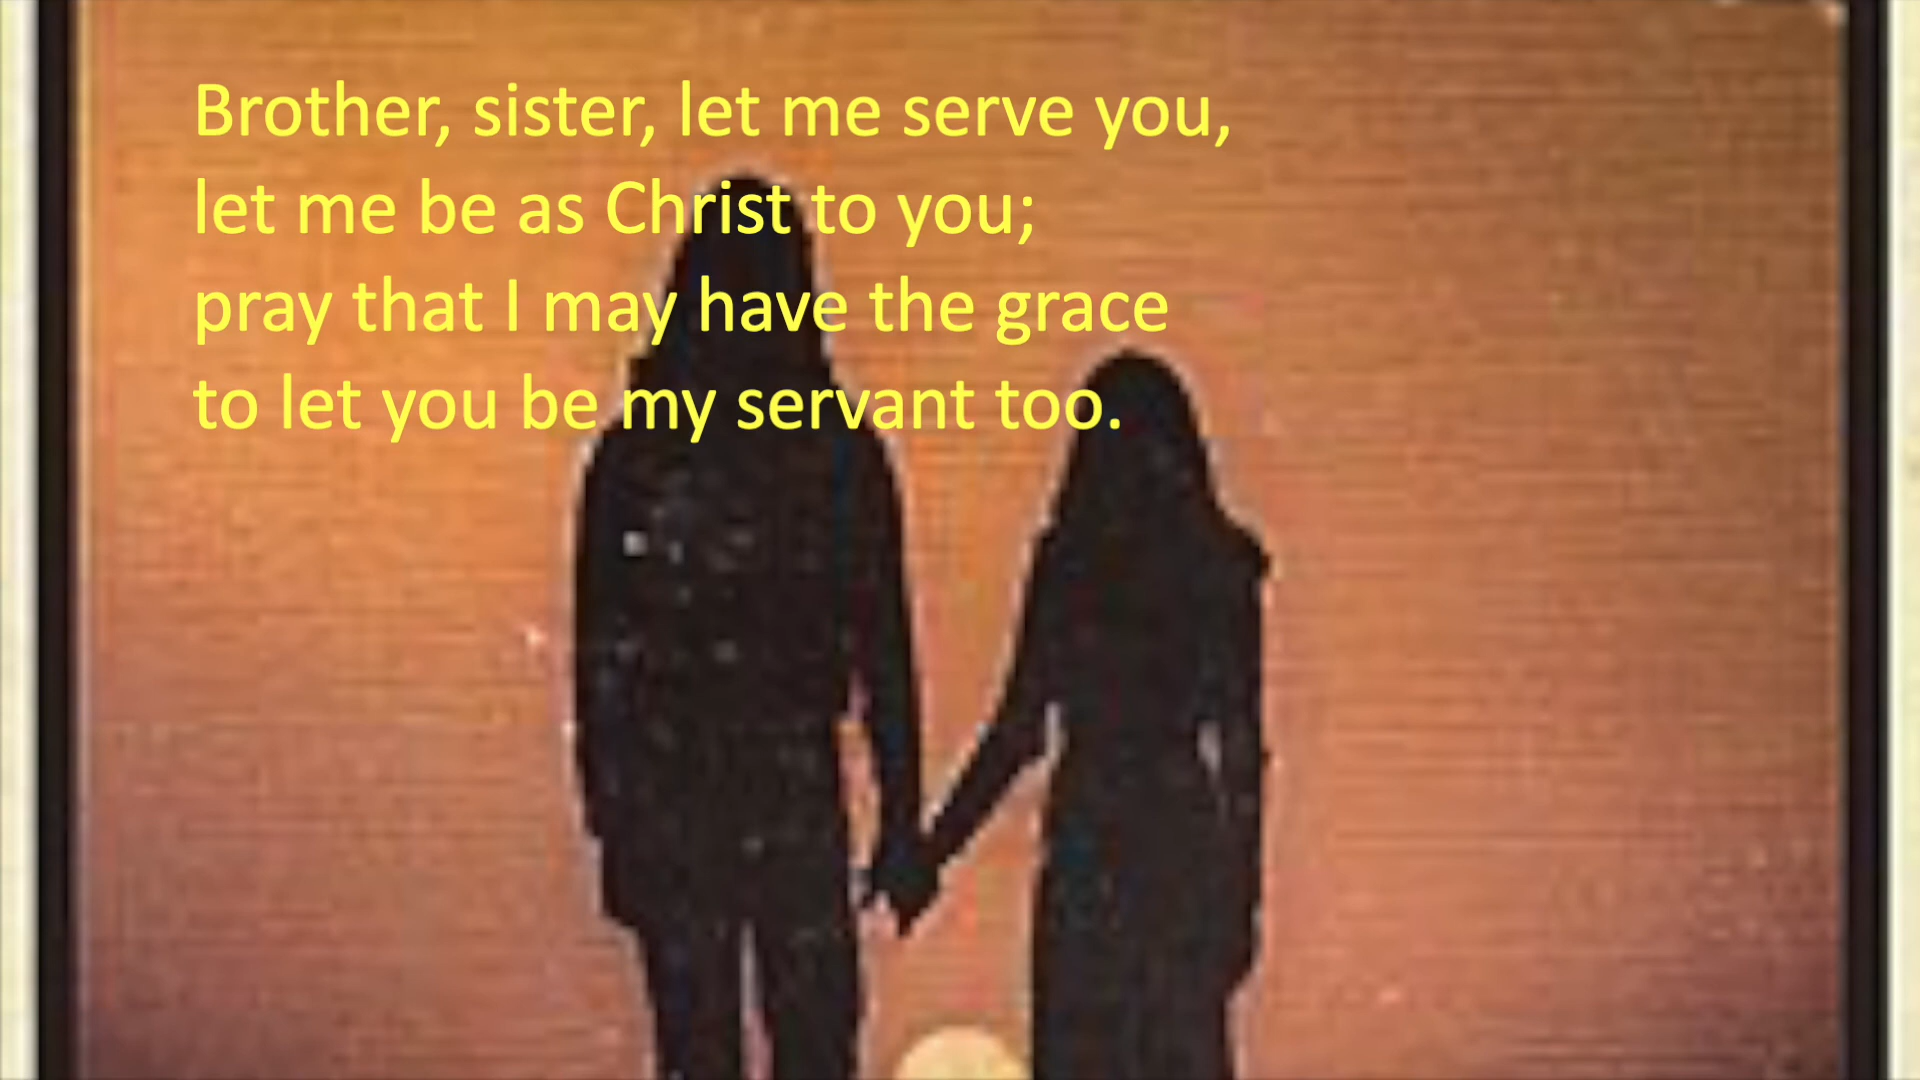 Brother, sister, let me serve you,
let me be as Christ to you;
pray that I may have the grace
to let you be my servant too.